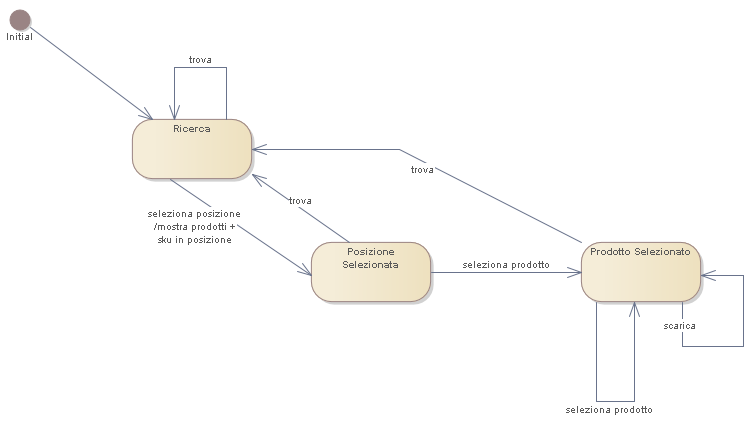 Initial
trova
Ricerca
trova
trova
seleziona posizione
/mostra prodotti +
sku in posizione
Posizione
Selezionata
Prodotto Selezionato
seleziona prodotto
scarica
seleziona prodotto